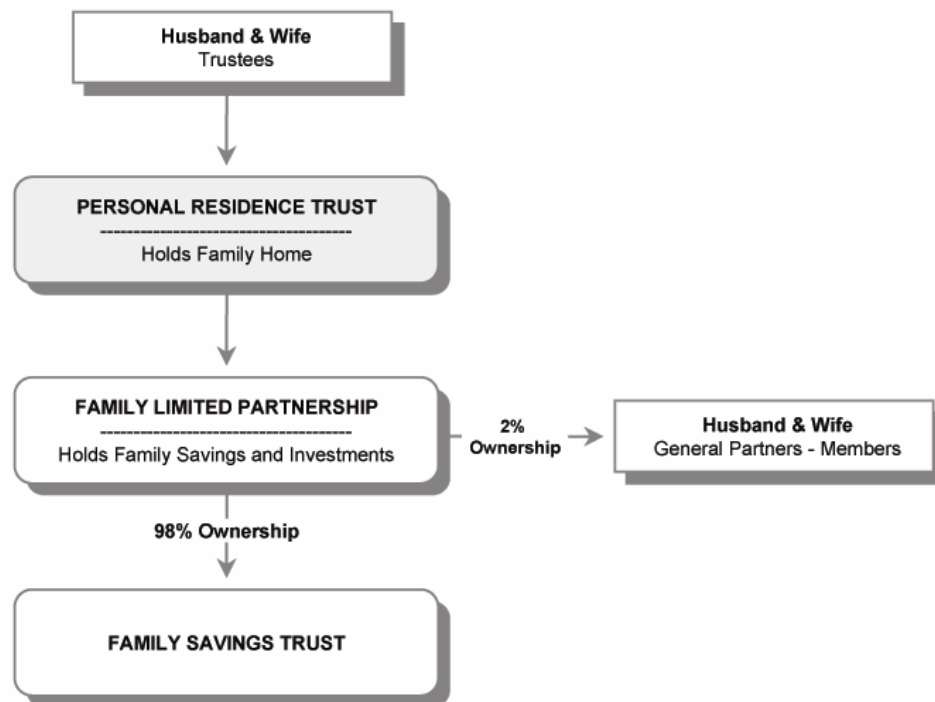 Husband & Wife
Trustees
PERSONAL RESIDENCE TRUST
-------------------------------------
Holds Family Home
FAMILY LIMITED PARTNERSHIP
-------------------------------------
Holds Family Savings and Investments
2%
Ownership
Husband & Wife
General Partners - Members
98% Ownership
FAMILY SAVINGS TRUST